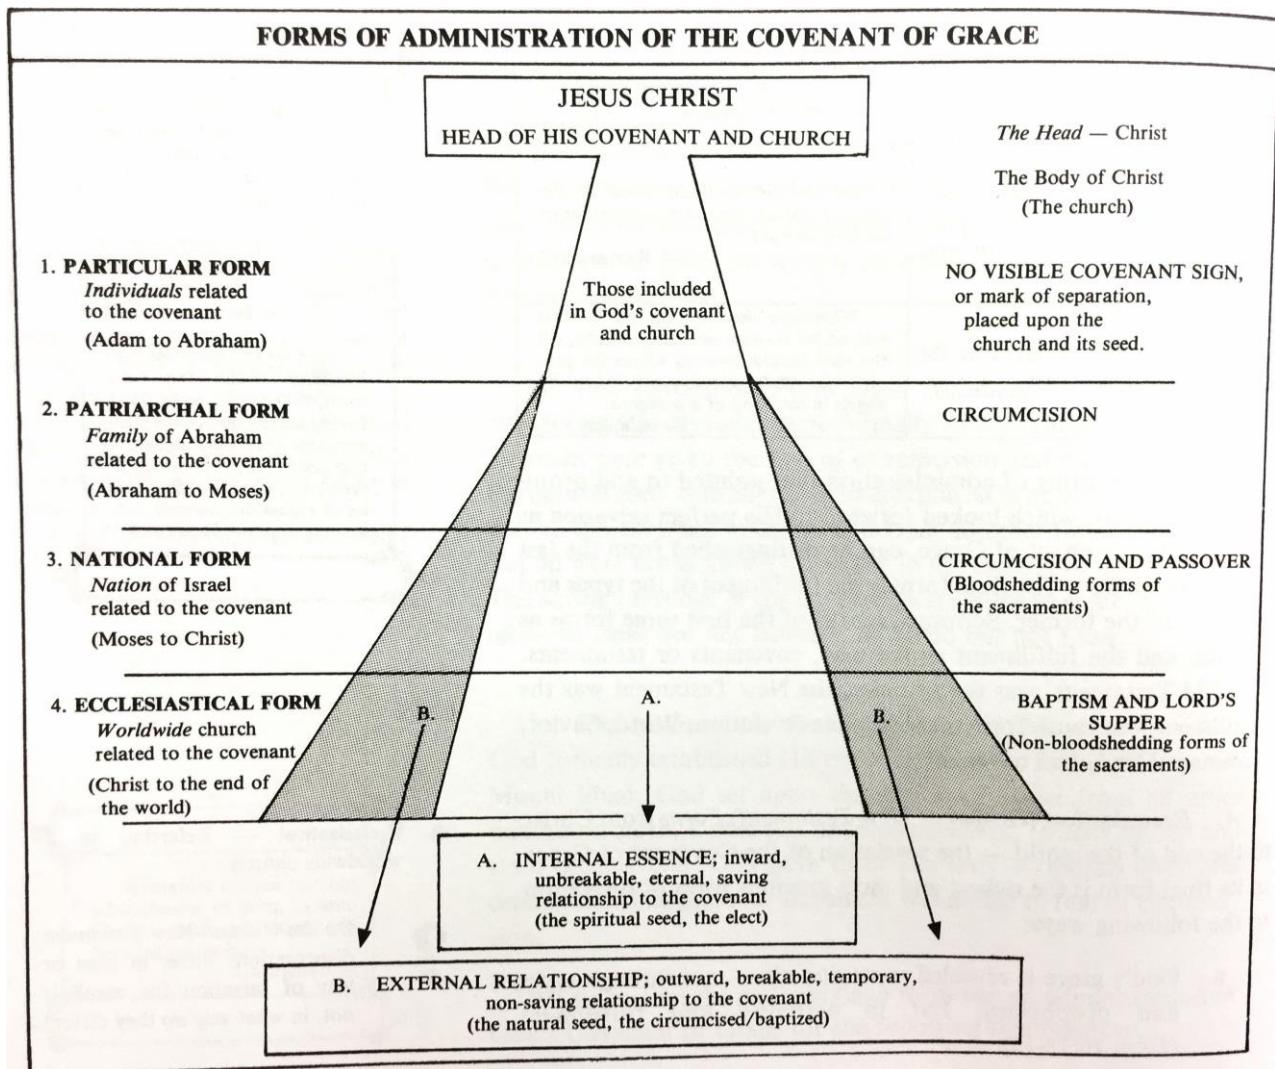 FORMS OF ADMINISTRATION OF THE COVENANT OF GRACE
JESUS CHRIST
HEAD OF HIS COVENANT AND CHURCH
The Head — Christ
The Body of Christ
(The church)
1. PARTICULAR FORM
Individuals related
to the covenant
(Adam to Abraham)
Those included
in God's covenant
and church
NO VISIBLE COVENANT SIGN,
or mark of separation,
placed upon the
church and its seed.
2. PATRIARCHAL FORM
Family of Abraham
related to the covenant
(Abraham to Moses)
CIRCUMCISION
3. NATIONAL FORM
Nation of Israel
related to the covenant
(Moses to Christ)
CIRCUMCISION AND PASSOVER
(Bloodshedding forms of
the sacraments)
4. ECCLESIASTICAL FORM
Worldwide church
related to the covenant
(Christ to the end of
the world)
B.
A.
B.
BAPTISM AND LORD'S
SUPPER
(Non-bloodshedding forms of
the sacraments)
A. INTERNAL ESSENCE; inward,
unbreakable, eternal, saving
relationship to the covenant
(the spiritual seed, the elect)
B. EXTERNAL RELATIONSHIP; outward, breakable, temporary,
non-saving relationship to the covenant
(the natural seed, the circumcised/baptized)